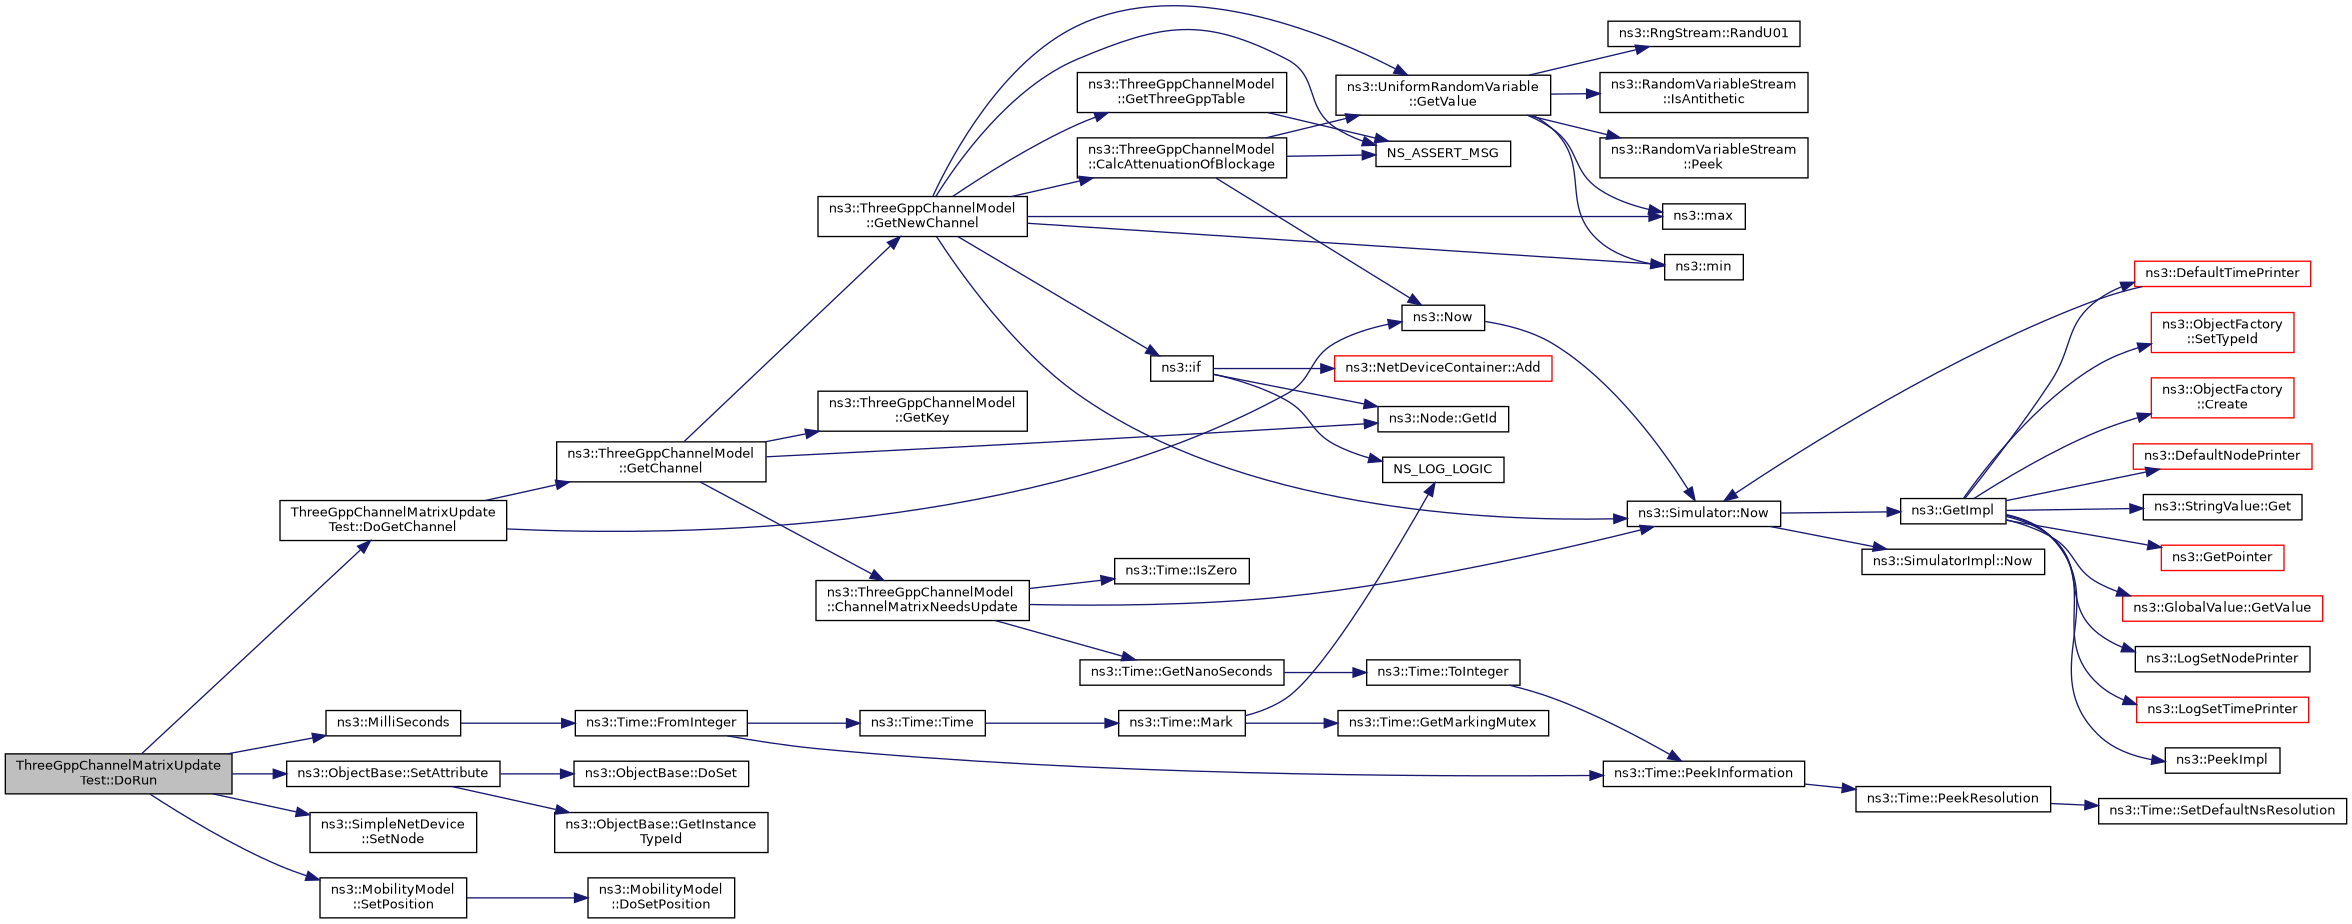 ThreeGppChannelMatrixUpdate
Test::DoRun
ThreeGppChannelMatrixUpdate
Test::DoGetChannel
ns3::MilliSeconds
ns3::ObjectBase::SetAttribute
ns3::SimpleNetDevice
::SetNode
ns3::MobilityModel
::SetPosition
ns3::ThreeGppChannelModel
::GetChannel
ns3::Time::FromInteger
ns3::ObjectBase::DoSet
ns3::ObjectBase::GetInstance
TypeId
ns3::MobilityModel
::DoSetPosition
ns3::ThreeGppChannelModel
::GetNewChannel
ns3::ThreeGppChannelModel
::GetKey
ns3::ThreeGppChannelModel
::ChannelMatrixNeedsUpdate
ns3::Time::Time
ns3::ThreeGppChannelModel
::GetThreeGppTable
ns3::ThreeGppChannelModel
::CalcAttenuationOfBlockage
ns3::if
ns3::Time::IsZero
ns3::Time::GetNanoSeconds
ns3::Time::Mark
ns3::UniformRandomVariable
::GetValue
NS_ASSERT_MSG
ns3::Now
ns3::NetDeviceContainer::Add
ns3::Node::GetId
NS_LOG_LOGIC
ns3::Time::ToInteger
ns3::Time::GetMarkingMutex
ns3::RngStream::RandU01
ns3::RandomVariableStream
::IsAntithetic
ns3::RandomVariableStream
::Peek
ns3::max
ns3::min
ns3::Simulator::Now
ns3::Time::PeekInformation
ns3::GetImpl
ns3::SimulatorImpl::Now
ns3::Time::PeekResolution
ns3::DefaultTimePrinter
ns3::ObjectFactory
::SetTypeId
ns3::ObjectFactory
::Create
ns3::DefaultNodePrinter
ns3::StringValue::Get
ns3::GetPointer
ns3::GlobalValue::GetValue
ns3::LogSetNodePrinter
ns3::LogSetTimePrinter
ns3::PeekImpl
ns3::Time::SetDefaultNsResolution